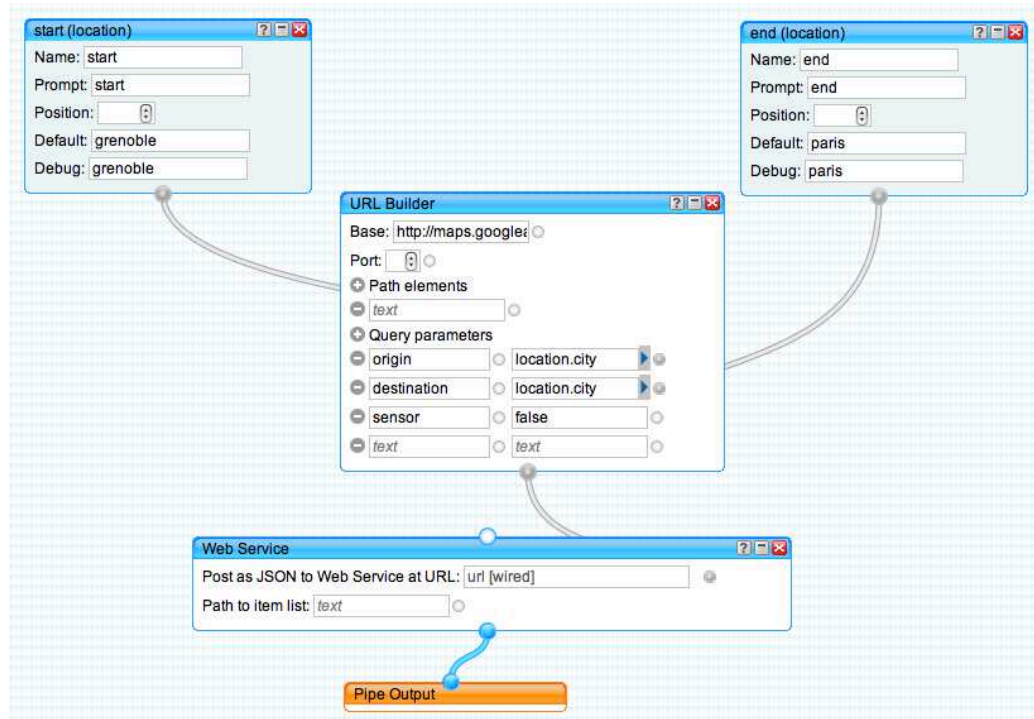 start (location)
Name: start
Prompt: start
Position:
Default: grenoble
Debug: grenoble
end (location)
Name: end
Prompt: end
Position:
Default: paris
Debug: paris
URL Builder
Base: http://maps.google
Port:
Path elements
text
Query parameters
origin location.city
destination location.city
sensor false
text text
Web Service
Post as JSON to Web Service at URL: url [wired]
Path to item list: text
Pipe Output